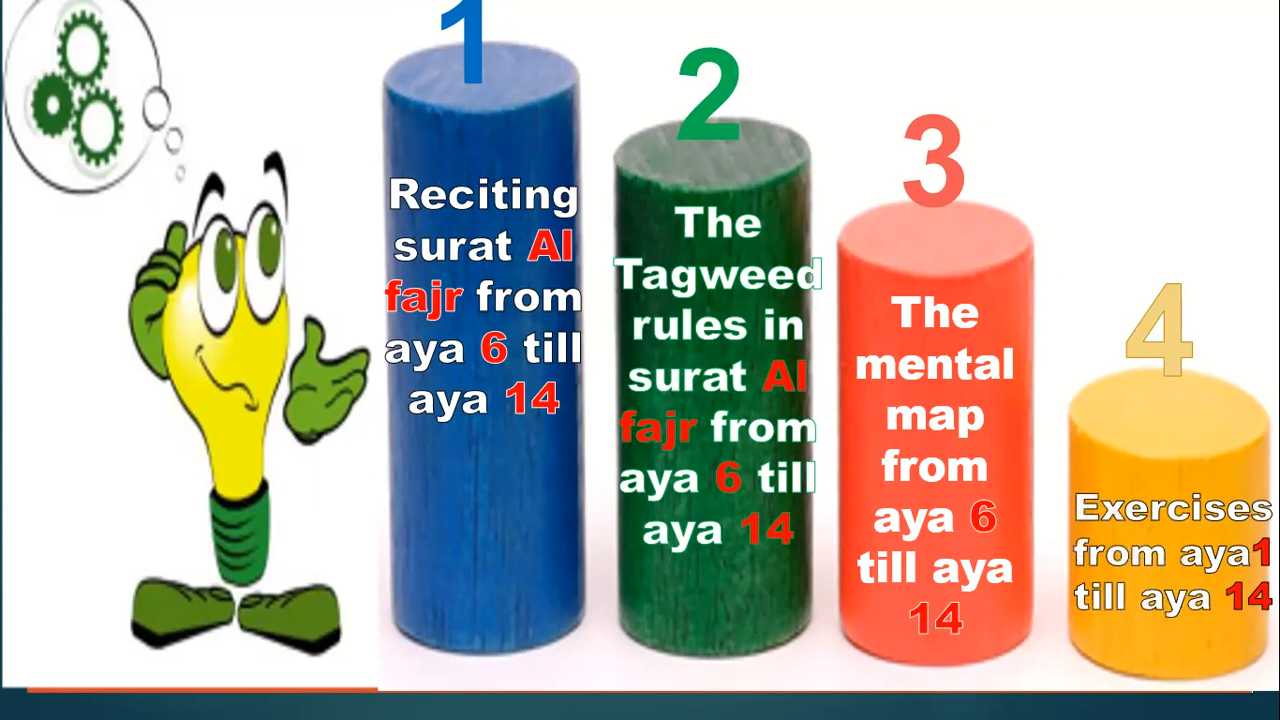 1
Reciting
surat Al
fajr from
aya 6 till
aya 14
2
The
Tagweed
rules in
surat Al
fajr from
aya 6 till
aya 14
3
The
mental
map
from
aya 6
till aya
14
4
Exercises
from aya1
till aya 14